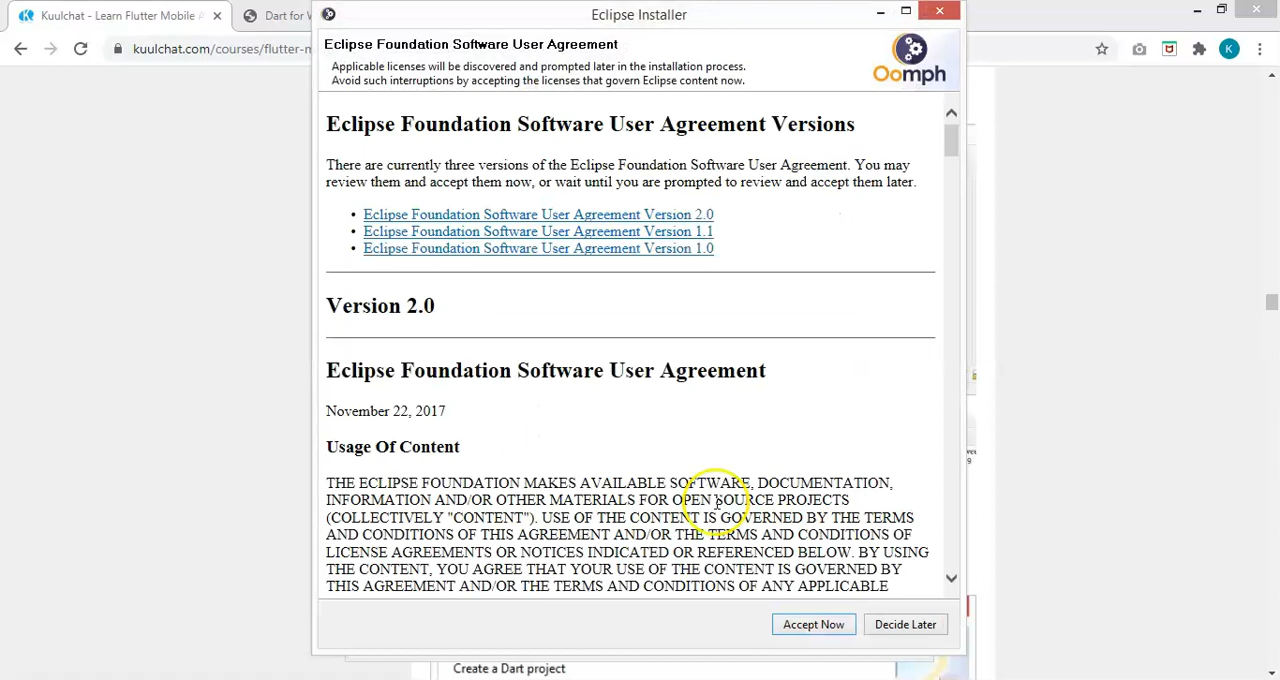 Kuulchat - Learn Flutter Mobile
Dart for W
Eclipse Installer
kuulchat.com/courses/flutter-m
K
Eclipse Foundation Software User Agreement
Applicable licenses will be discovered and prompted later in the installation process.
Avoid such interruptions by accepting the licenses that govern Eclipse content now.
Oomph
Eclipse Foundation Software User Agreement Versions
There are currently three versions of the Eclipse Foundation Software User Agreement. You may
review them and accept them now, or wait until you are prompted to review and accept them later.
• Eclipse Foundation Software User Agreement Version 2.0
• Eclipse Foundation Software User Agreement Version 1.1
• Eclipse Foundation Software User Agreement Version 1.0
Version 2.0
Eclipse Foundation Software User Agreement
November 22, 2017
Usage Of Content
THE ECLIPSE FOUNDATION MAKES AVAILABLE SOFTWARE, DOCUMENTATION,
INFORMATION AND/OR OTHER MATERIALS FOR OPEN SOURCE PROJECTS
(COLLECTIVELY "CONTENT"). USE OF THE CONTENT IS GOVERNED BY THE TERMS
AND CONDITIONS OF THIS AGREEMENT AND/OR THE TERMS AND CONDITIONS OF
LICENSE AGREEMENTS OR NOTICES INDICATED OR REFERENCED BELOW. BY USING
THE CONTENT, YOU AGREE THAT YOUR USE OF THE CONTENT IS GOVERNED BY
THIS AGREEMENT AND/OR THE TERMS AND CONDITIONS OF ANY APPLICABLE
Accept Now
Decide Later
Create a Dart project